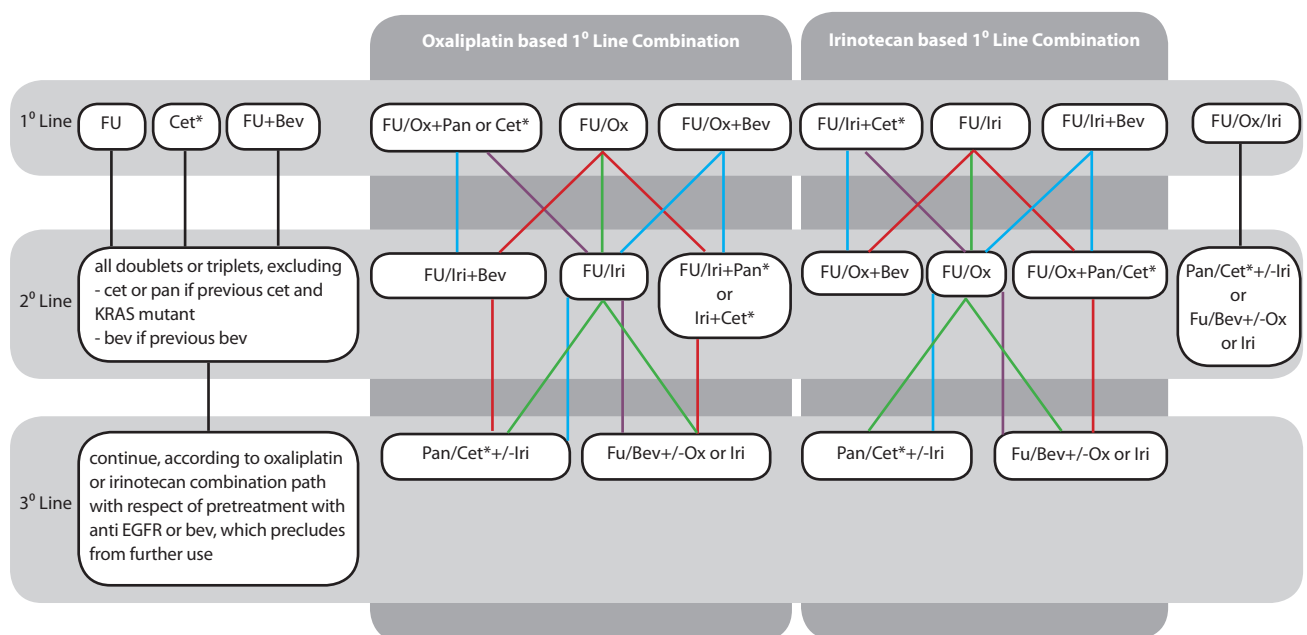 Oxaliplatin based 1⁰ Line Combination
Irinotecan based 1⁰ Line Combination
1⁰ Line
FU
Cet*
FU+Bev
FU/Ox+Pan or Cet*
FU/Ox
FU/Ox+Bev
FU/Iri+Cet*
FU/Iri
FU/Iri+Bev
FU/Ox/Iri
2⁰ Line
all doublets or triplets, excluding
- cet or pan if previous cet and
KRAS mutant
- bev if previous bev
FU/Iri+Bev
FU/Iri
FU/Iri+Pan*
or
Iri+Cet*
FU/Ox+Bev
FU/Ox
FU/Ox+Pan/Cet*
Pan/Cet*+/-Iri
or
Fu/Bev+/-Ox
or Iri
3⁰ Line
continue, according to oxaliplatin
or irinotecan combination path
with respect of pretreatment with
anti EGFR or bev, which precludes
from further use
Pan/Cet*+/-Iri
Fu/Bev+/-Ox or Iri
Pan/Cet*+/-Iri
Fu/Bev+/-Ox or Iri